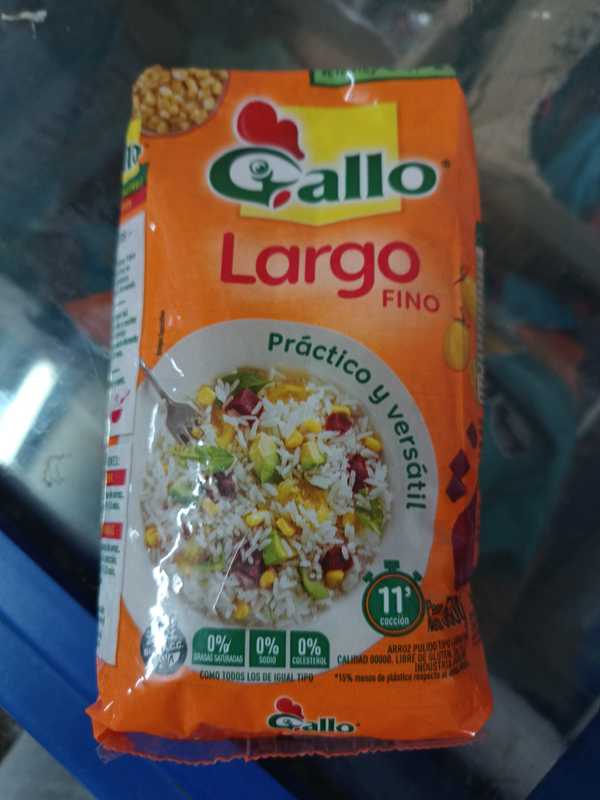 Gallo
Largo
FINO
Práctico y versátil
11'
cocción
0% GRASAS SATURADAS
0% SODIO
0% COLESTEROL
COMO TODOS LOS DE IGUAL TIPO
ARROZ PULIDO TIPO
CALIDAD 00000. LIBRE DE GLUTEN
INDUSTRIA
*15% menos de plástico respecto al
Gallo